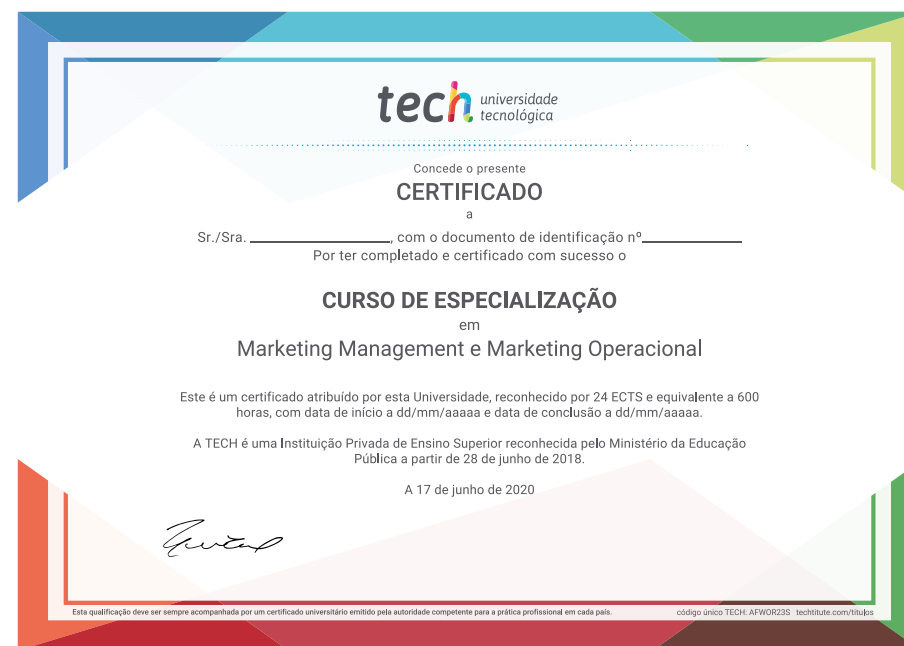 tech universidade
tecnológica
Concede o presente
CERTIFICADO
a
Sr./Sra. ____________________, com o documento de identificação nº______________
Por ter completado e certificado com sucesso o
CURSO DE ESPECIALIZAÇÃO
em
Marketing Management e Marketing Operacional
Este é um certificado atribuído por esta Universidade, reconhecido por 24 ECTS e equivalente a 600
horas, com data de início a dd/mm/aaaaa e data de conclusão a dd/mm/aaaaa.
A TECH é uma Instituição Privada de Ensino Superior reconhecida pelo Ministério da Educação
Pública a partir de 28 de junho de 2018.
A 17 de junho de 2020
Esta qualificação deve ser sempre acompanhada por um certificado universitário emitido pela autoridade competente para a prática profissional em cada país.
código único TECH: AFWOR23S techtitute.com/titulos